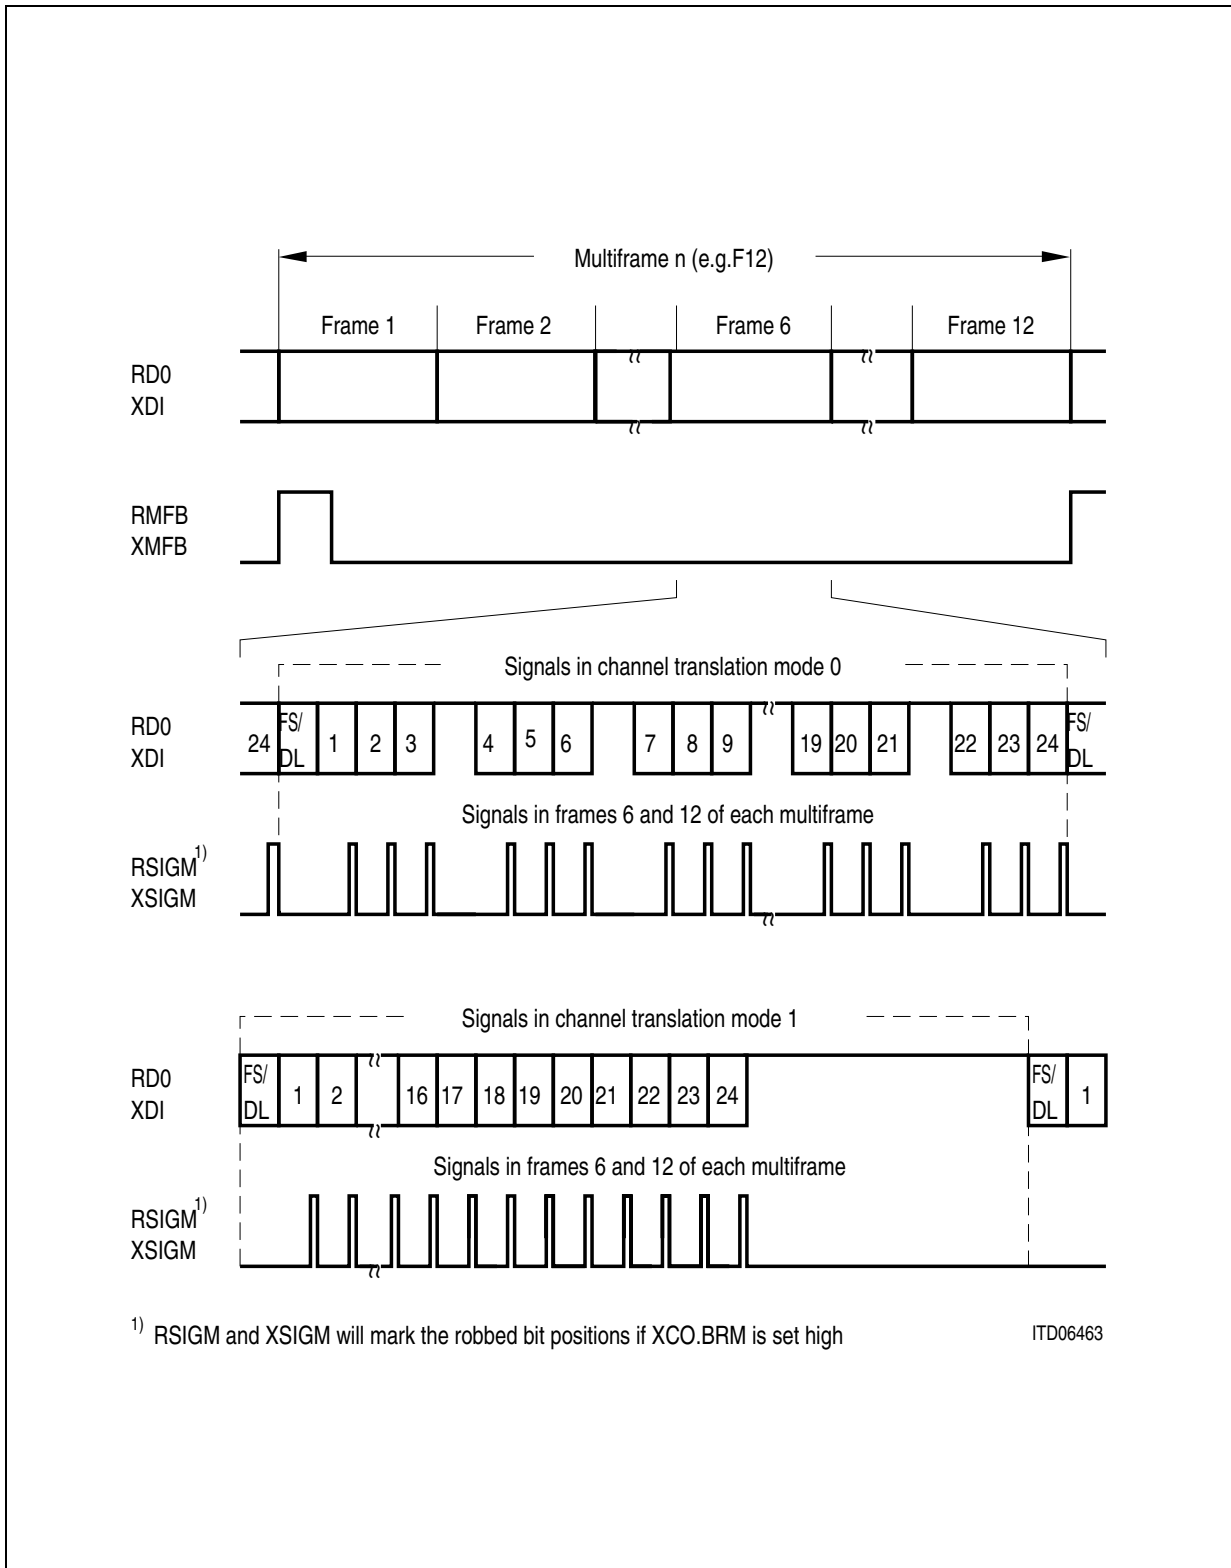 Multiframe n (e.g.F12)
Frame 1 Frame 2 Frame 6 Frame 12
RD0
XDI
RMFB
XMFB
Signals in channel translation mode 0
RD0
XDI
24 FS/DL 1 2 3 4 5 6 7 8 9 19 20 21 22 23 24 FS/DL
Signals in frames 6 and 12 of each multiframe
RSIGM 1)
XSIGM
Signals in channel translation mode 1
RD0
XDI
FS/DL 1 2 16 17 18 19 20 21 22 23 24 FS/DL 1
Signals in frames 6 and 12 of each multiframe
RSIGM 1)
XSIGM
1) RSIGM and XSIGM will mark the robbed bit positions if XCO.BRM is set high
ITD06463